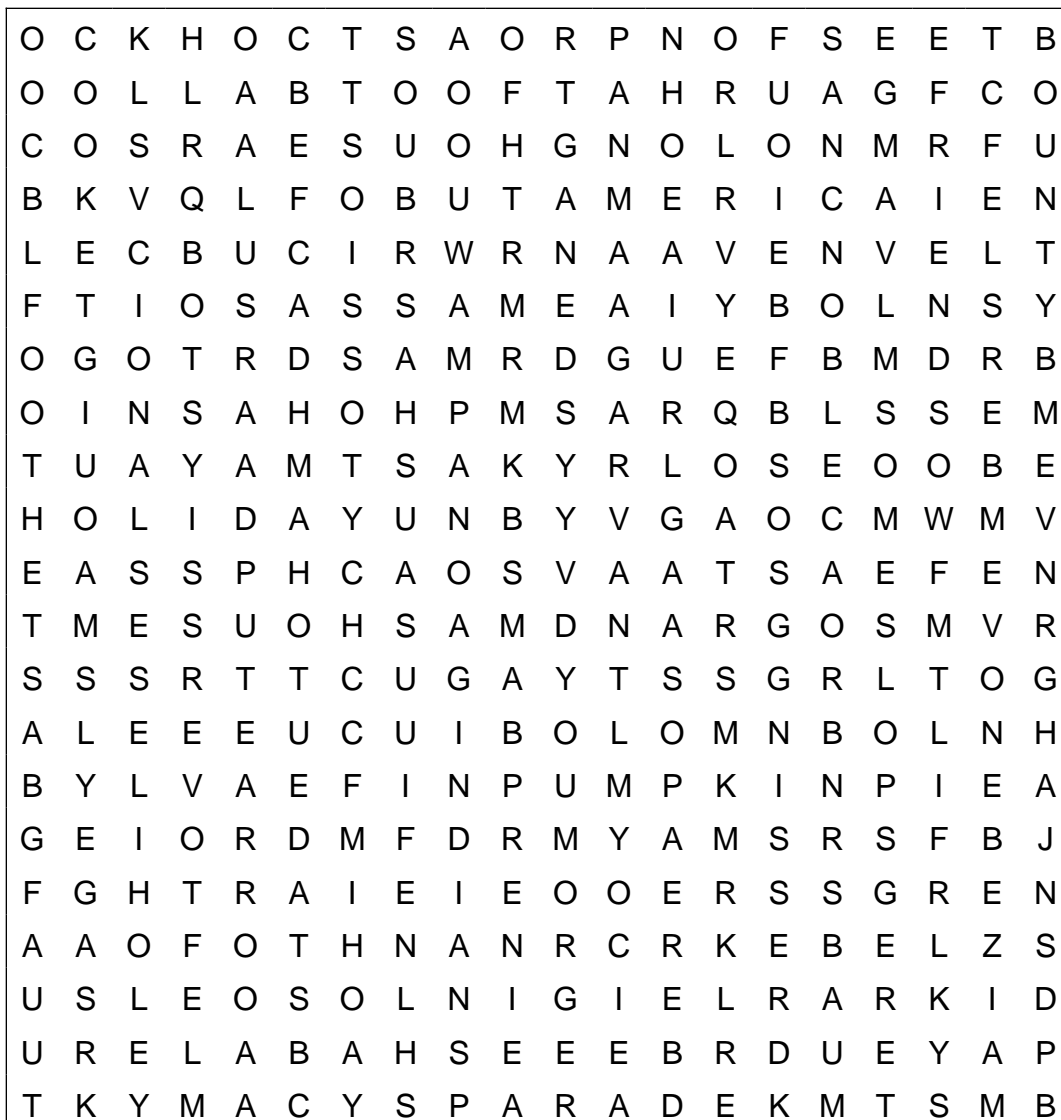 O C K H O C T S A O R P N O F S E E T B
O O L L A B T O O F T A H R U A G F C O
C O S R A E S U O H G N O L O N M R F U
B K V Q L F O B U T A M E R I C A I E N
L E C B U C I R W R N A A V E N V E L T
F T I O S A S S A M E A I Y B O L N S Y
O G O T R D S A M R D G U E F B M D R B
O I N S A H O H P M S A R Q B L S S E M
T U A Y A M T S A K Y R L O S E O O B E
H O L I D A Y U N B Y V G A O C M W M V
E A S S P H C A O S V A A T S A E F E N
T M E S U O H S A M D N A R G O S M V R
S S S R T T C U G A Y T S S G R L T O G
A L E E E U C U I B O L O M N B O L N H
B Y L V A E F I N P U M P K I N P I E A
G E I O R D M F D R M Y A M S R S F B J
F G H T R A I E I E O O E R S S G R E N
A A O F O T H N A N R C R K E B E L Z S
U S L E O S O L N I G I E L R A R K I D
U R E L A B A H S E E E B R D U E Y A P
T K Y M A C Y S P A R A D E K M T S M B